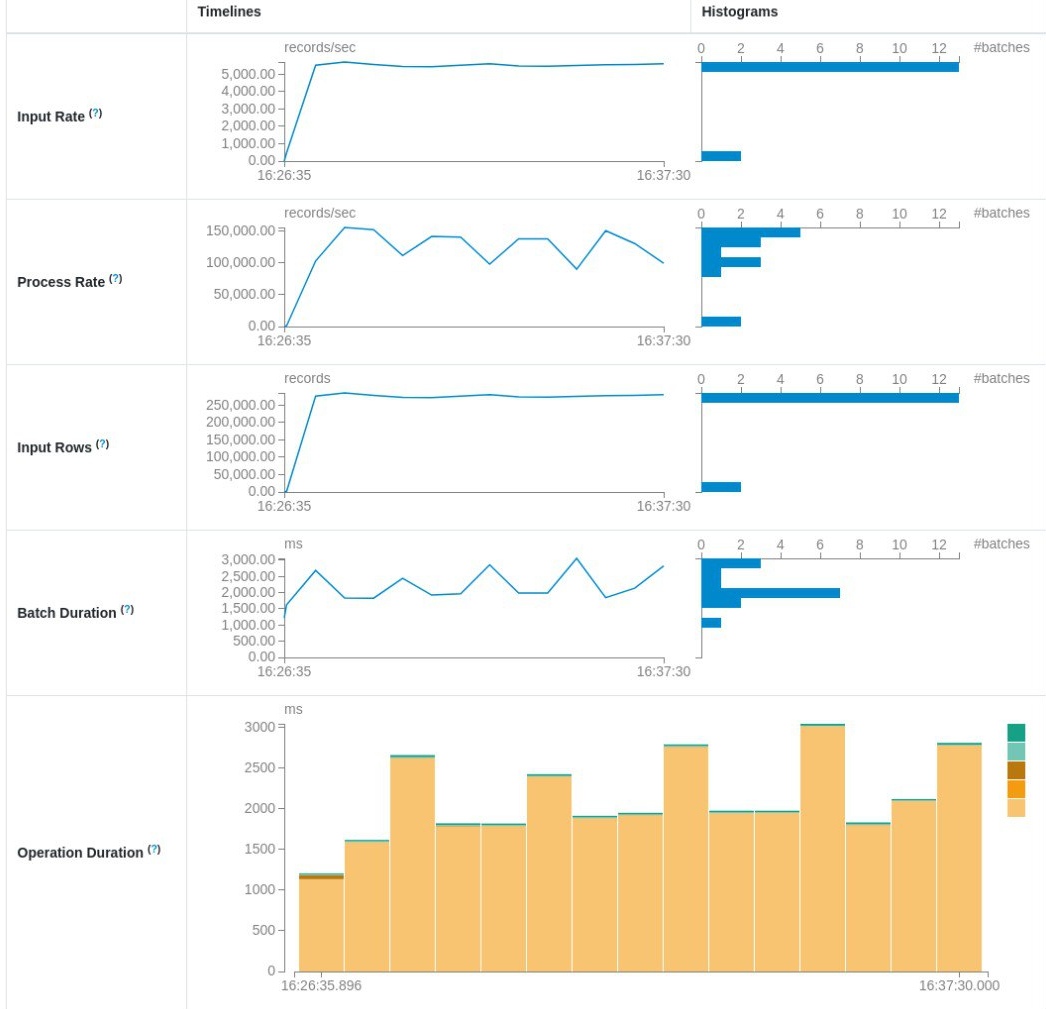 Timelines Histograms
Input Rate (?)
records/sec
5,000.00
4,000.00
3,000.00
2,000.00
1,000.00
0.00
16:26:35 16:37:30
0 2 4 6 8 10 12 #batches
Process Rate (?)
records/sec
150,000.00
100,000.00
50,000.00
0.00
16:26:35 16:37:30
0 2 4 6 8 10 12 #batches
Input Rows (?)
records
250,000.00
200,000.00
150,000.00
100,000.00
50,000.00
0.00
16:26:35 16:37:30
0 2 4 6 8 10 12 #batches
Batch Duration (?)
ms
3,000.00
2,500.00
2,000.00
1,500.00
1,000.00
500.00
0.00
16:26:35 16:37:30
0 2 4 6 8 10 12 #batches
Operation Duration (?)
ms
3000
2500
2000
1500
1000
500
0
16:26:35.896 16:37:30.000